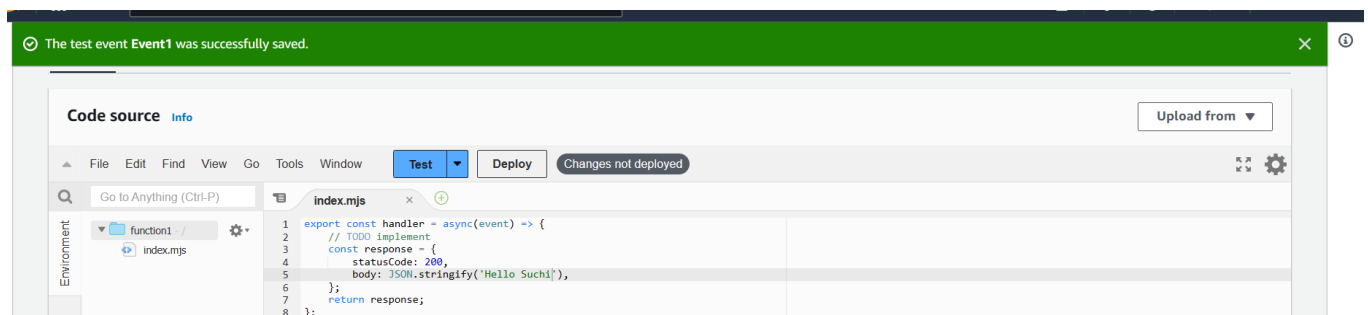 The test event Event1 was successfully saved.
Code source Info
Upload from
File Edit Find View Go Tools Window Test Deploy Changes not deployed
Go to Anything (Ctrl-P)
index.mjs
Environment
function1 - /
index.mjs
1 export const handler = async(event) => {
2 // TODO implement
3 const response = {
4 statusCode: 200,
5 body: JSON.stringify('Hello Suchi'),
6 };
7 return response;
8 };